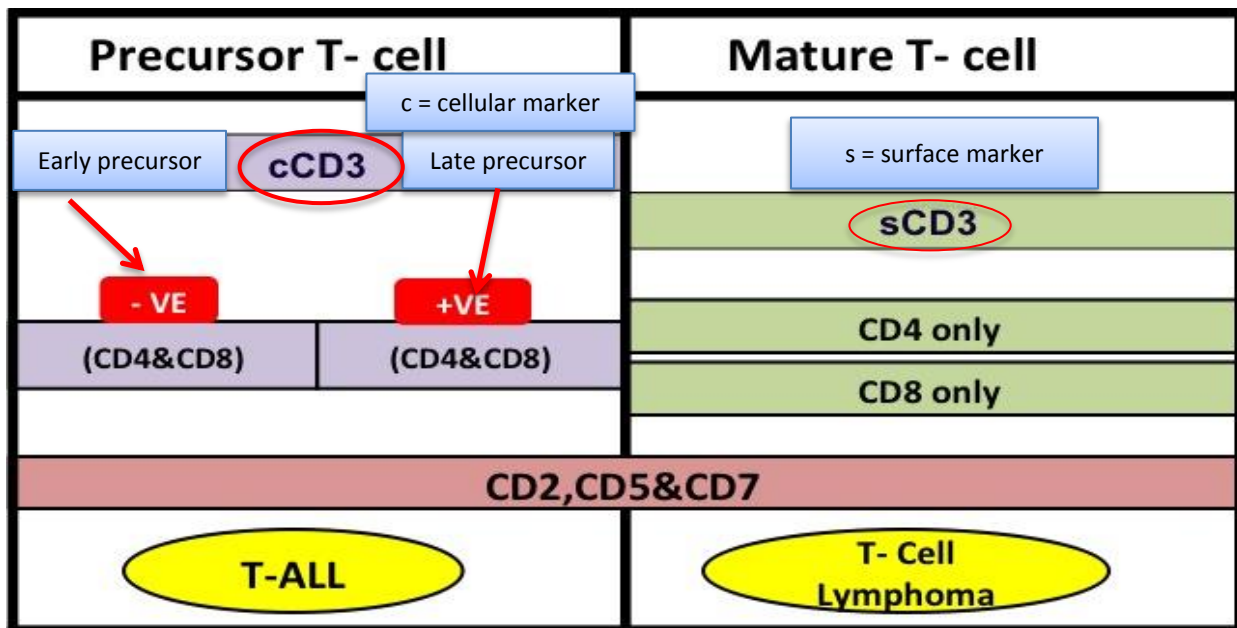 Precursor T- cell
Mature T- cell
c = cellular marker
Early precursor
cCD3
Late precursor
s = surface marker
sCD3
- VE
+VE
(CD4&CD8)
(CD4&CD8)
CD4 only
CD8 only
CD2,CD5&CD7
T-ALL
T- Cell
Lymphoma